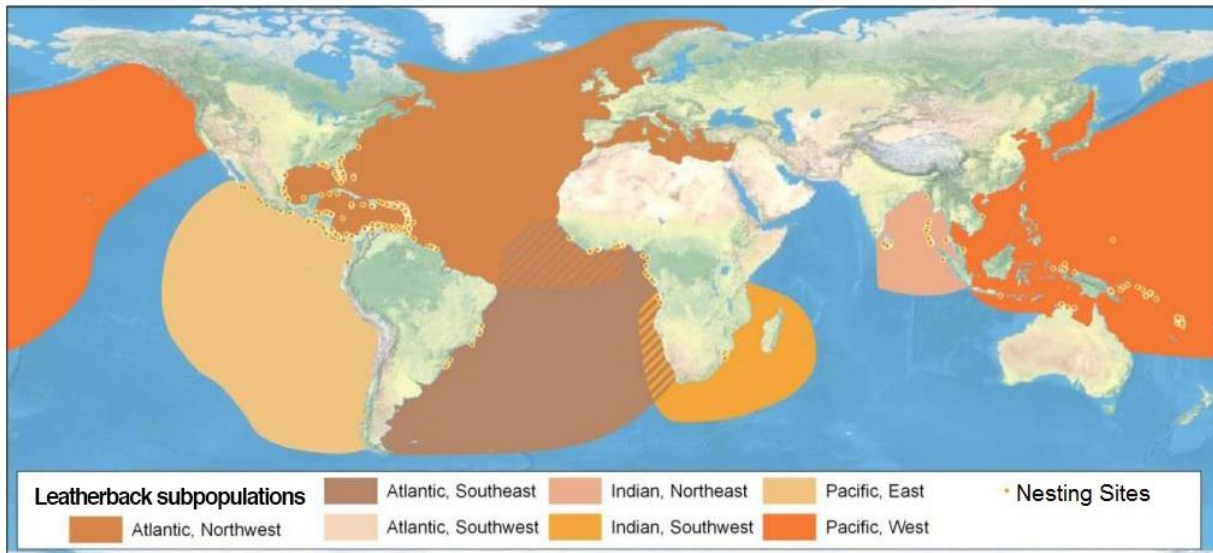 Leatherback subpopulations
Atlantic, Northwest
Atlantic, Southeast
Atlantic, Southwest
Indian, Northeast
Indian, Southwest
Pacific, East
Pacific, West
Nesting Sites